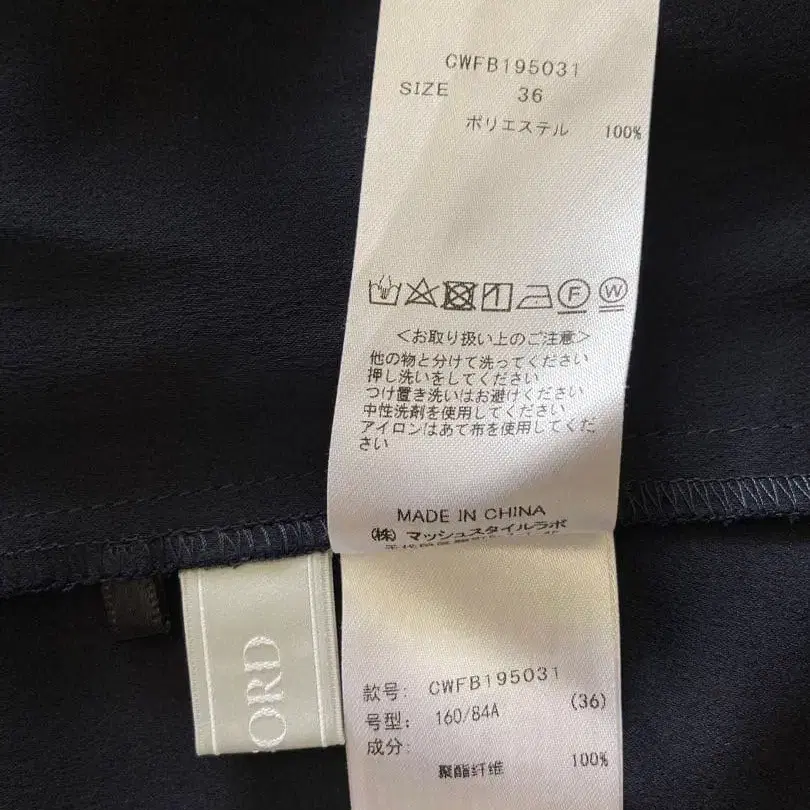 CWFB195031
SIZE 36
ポリエステル 100%
F W
<お取り扱い上のご注意>
他の物と分けて洗ってください
押し洗いをしてください
つけ置き洗いはお避けください
中性洗剤を使用してください
アイロンはあて布を使用してくだ
さい
MADE IN CHINA
(株) マッシュスタイルラボ
ORD
款号: CWFB195031
号型: 160/84A (36)
成分:
聚酯纤维 100%